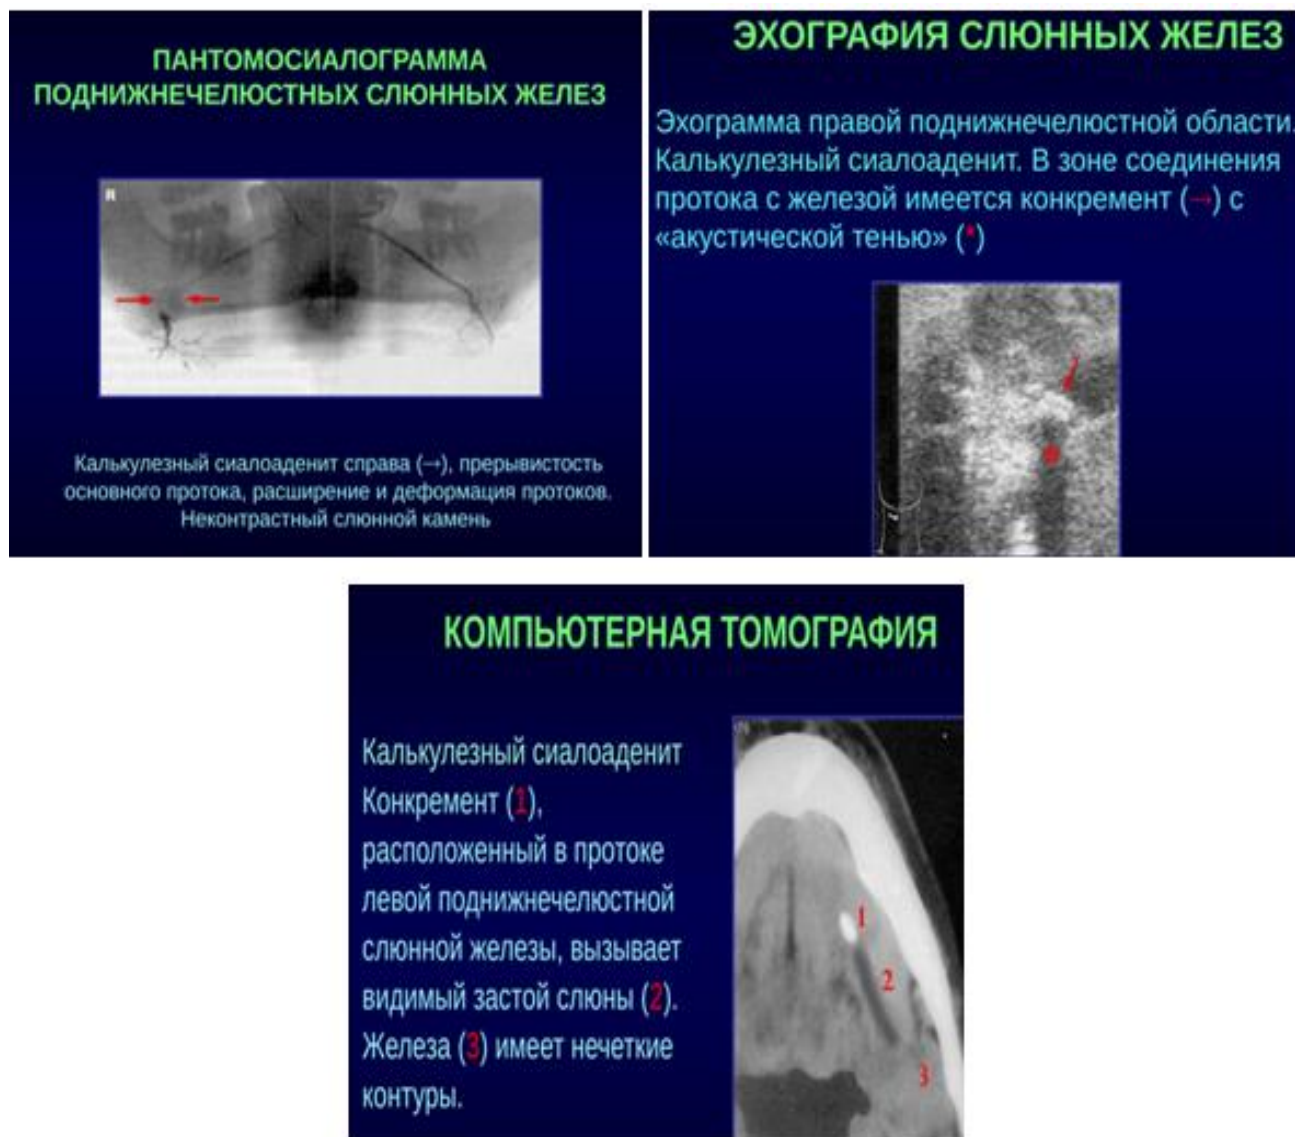 ПАНТОМОСИАЛОГРАММА
ПОДНИЖНЕЧЕЛЮСТНЫХ СЛЮННЫХ ЖЕЛЕЗ
R
Калькулезный сиалоаденит справа (→), прерывистость
основного протока, расширение и деформация протоков.
Неконтрастный слюнной камень
ЭХОГРАФИЯ СЛЮННЫХ ЖЕЛЕЗ
Эхограмма правой поднижнечелюстной области.
Калькулезный сиалоаденит. В зоне соединения
протока с железой имеется конкремент (→) с
«акустической тенью» (*)
КОМПЬЮТЕРНАЯ ТОМОГРАФИЯ
Калькулезный сиалоаденит
Конкремент (1),
расположенный в протоке
левой поднижнечелюстной
слюнной железы, вызывает
видимый застой слюны (2).
Железа (3) имеет нечеткие
контуры.
1
2
3